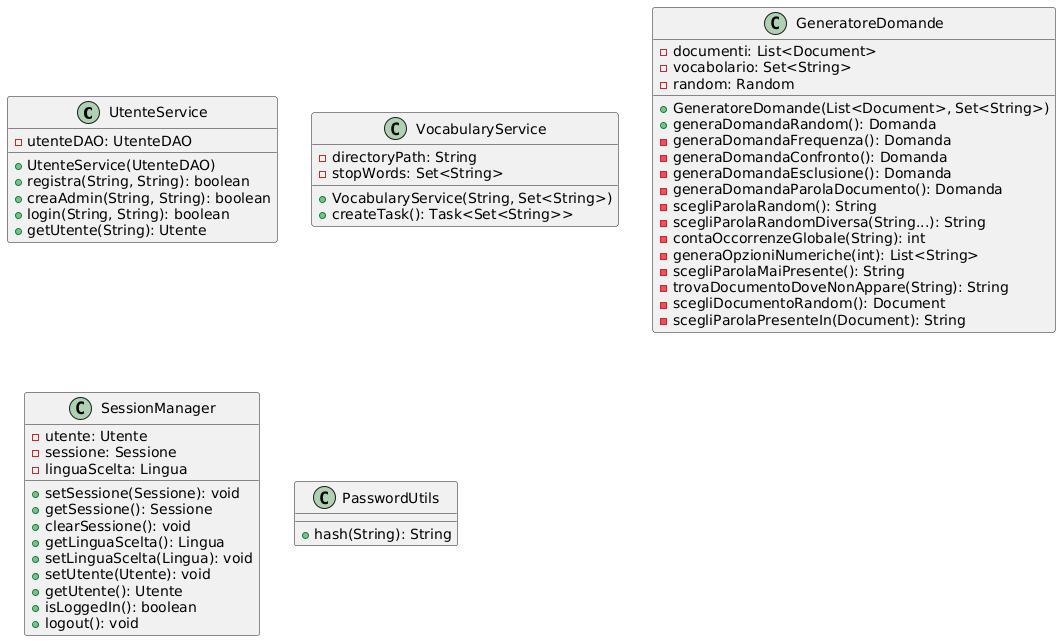 C UtenteService
utenteDAO: UtenteDAO
UtenteService(UtenteDAO)
registra(String, String): boolean
creaAdmin(String, String): boolean
login(String, String): boolean
getUtente(String): Utente
C VocabularyService
directoryPath: String
stopWords: Set<String>
VocabularyService(String, Set<String>)
createTask(): Task<Set<String>>
C GeneratoreDomande
documenti: List<Document>
vocabolario: Set<String>
random: Random
GeneratoreDomande(List<Document>, Set<String>)
generaDomandaRandom(): Domanda
generaDomandaFrequenza(): Domanda
generaDomandaConfronto(): Domanda
generaDomandaEsclusione(): Domanda
generaDomandaParolaDocumento(): Domanda
scegliParolaRandom(): String
scegliParolaRandomDiversa(String...): String
contaOccorrenzeGlobale(String): int
generaOpzioniNumeriche(int): List<String>
scegliParolaMaiPresente(): String
trovaDocumentoDoveNonAppare(String): String
scegliDocumentoRandom(): Document
scegliParolaPresenteIn(Document): String
C SessionManager
utente: Utente
sessione: Sessione
linguaScelta: Lingua
setSessione(Sessione): void
getSessione(): Sessione
clearSessione(): void
getLinguaScelta(): Lingua
setLinguaScelta(Lingua): void
setUtente(Utente): void
getUtente(): Utente
isLoggedIn(): boolean
logout(): void
C PasswordUtils
hash(String): String